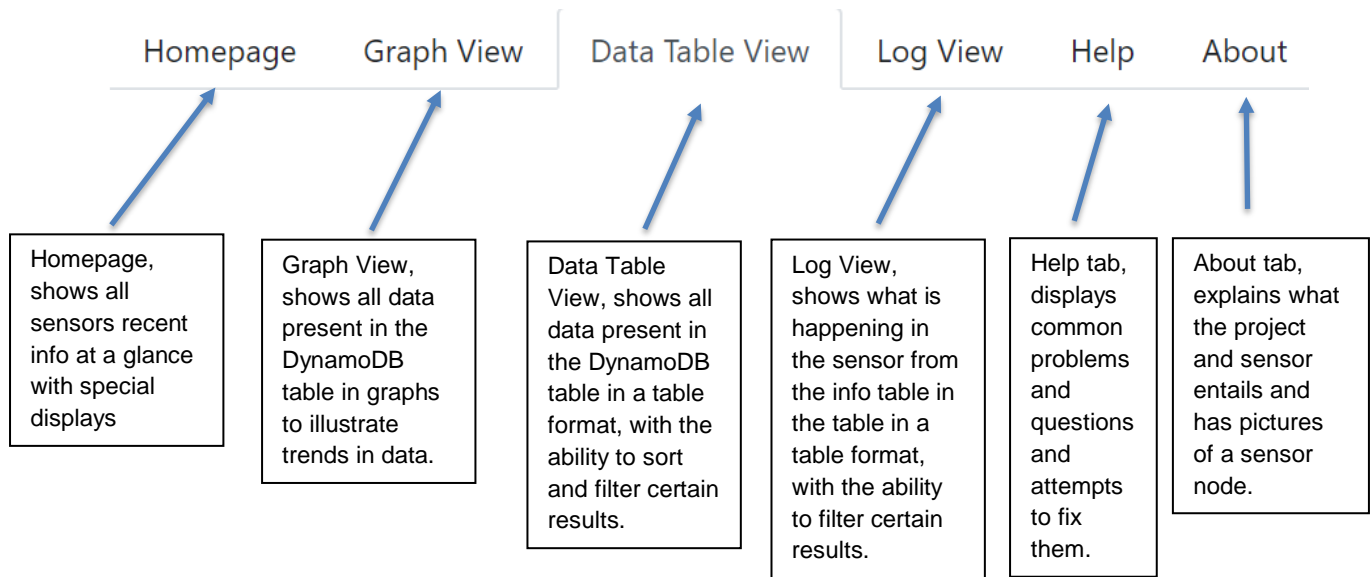 Homepage
Graph View
Data Table View
Log View
Help
About
Homepage,
shows all
sensors recent
info at a glance
with special
displays
Graph View,
shows all data
present in the
DynamoDB
table in graphs
to illustrate
trends in data.
Data Table
View, shows all
data present in
the DynamoDB
table in a table
format, with the
ability to sort
and filter certain
results.
Log View,
shows what is
happening in
the sensor from
the info table in
the table in a
table format,
with the ability
to filter certain
results.
Help tab,
displays
common
problems
and
questions
and
attempts
to fix
them.
About tab,
explains what
the project
and sensor
entails and
has pictures
of a sensor
node.